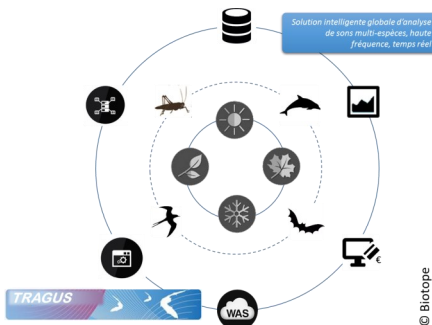 Solution intelligente globale d'analyse
de sons multi-espèces, haute
fréquence, temps réel
€
TRAGUS
WAS
© Biotope